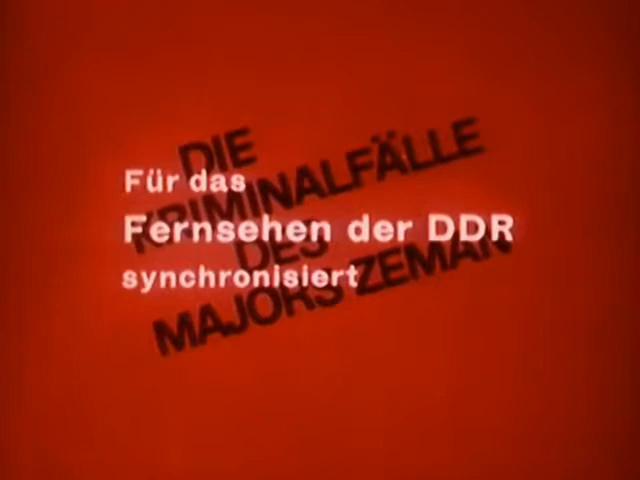 DIE
KRIMINALFÄLLE
DES
MAJORS ZEMAN
Für das
Fernsehen der DDR
synchronisiert